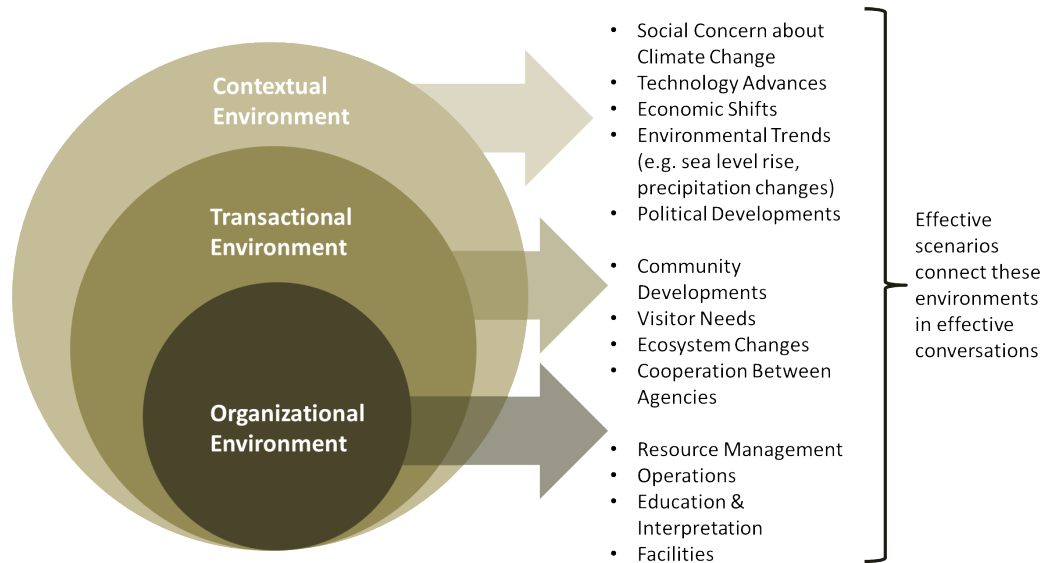 Contextual
Environment
Transactional
Environment
Organizational
Environment
• Social Concern about
Climate Change
• Technology Advances
• Economic Shifts
• Environmental Trends
(e.g. sea level rise,
precipitation changes)
• Political Developments
• Community
Developments
• Visitor Needs
• Ecosystem Changes
• Cooperation Between
Agencies
• Resource Management
• Operations
• Education &
Interpretation
• Facilities
Effective
scenarios
connect these
environments
in effective
conversations